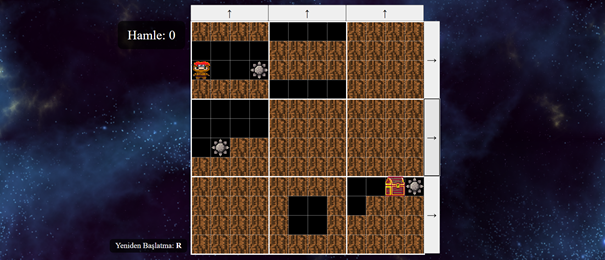 ↑ ↑ ↑
Hamle: 0
→
→
→
Yeniden Başlatma: R